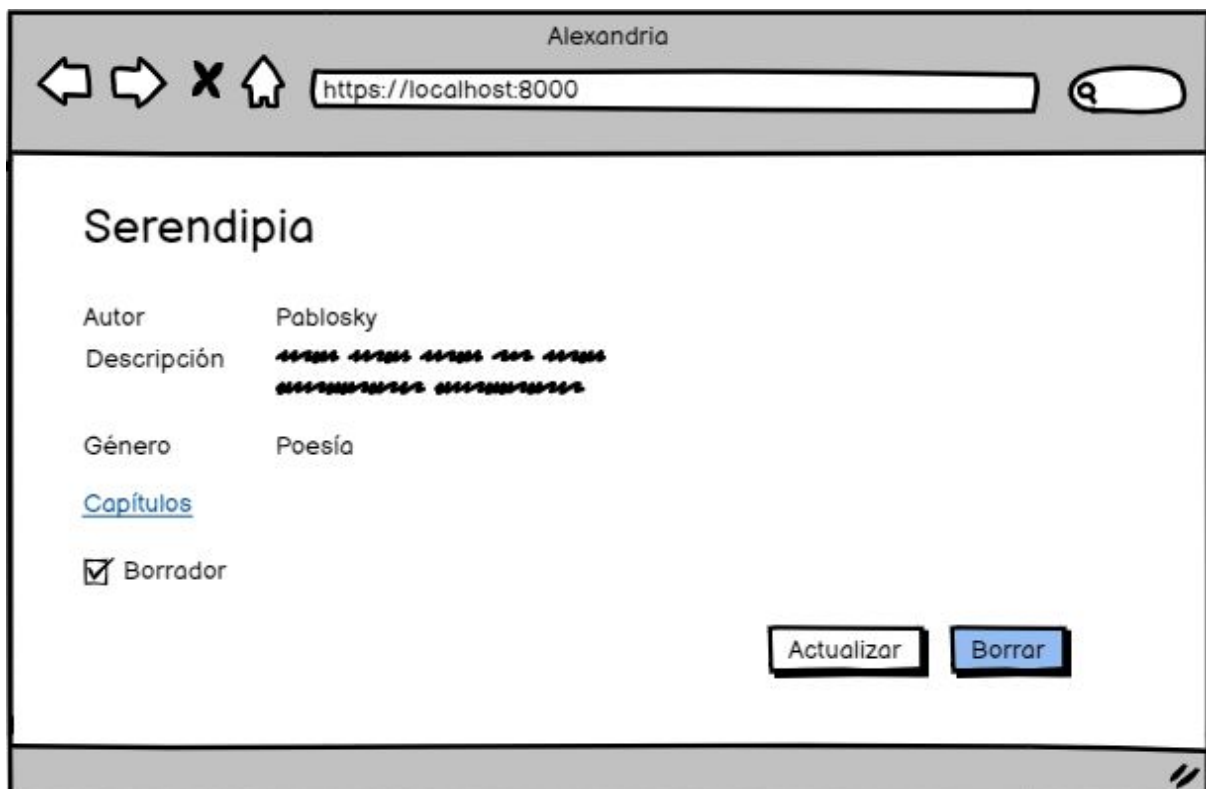 Alexandria
https://localhost:8000
Serendipia
Autor Pablosky
Descripción
Género Poesía
Capítulos
Borrador
Actualizar Borrar